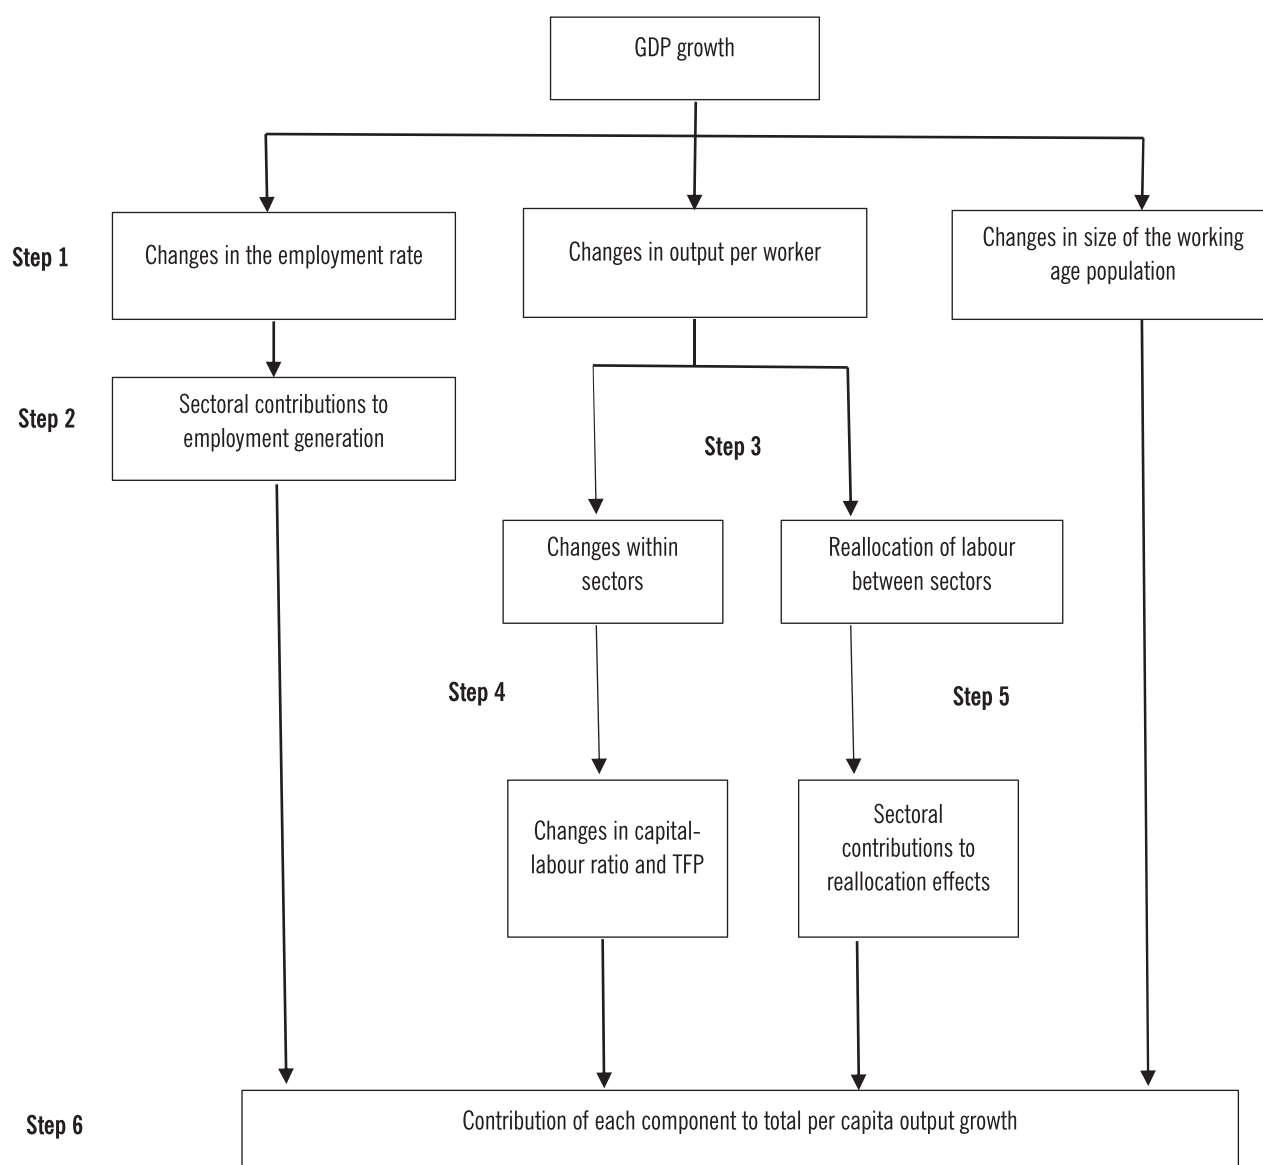 GDP growth
Step 1
Changes in the employment rate
Changes in output per worker
Changes in size of the working
age population
Step 2
Sectoral contributions to
employment generation
Step 3
Changes within
sectors
Reallocation of labour
between sectors
Step 4
Step 5
Changes in capital-
labour ratio and TFP
Sectoral
contributions to
reallocation effects
Step 6
Contribution of each component to total per capita output growth